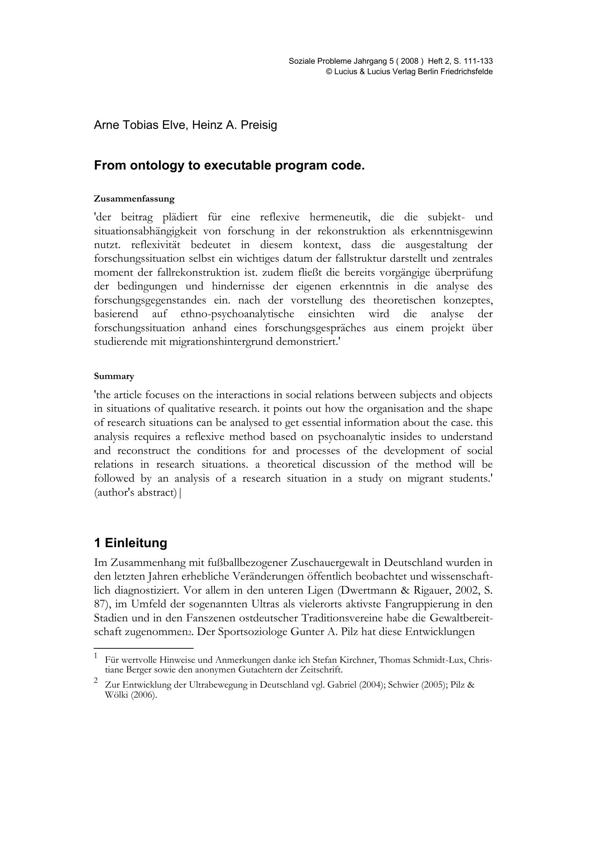 Soziale Probleme Jahrgang 5 ( 2008 ) Heft 2, S. 111-133
© Lucius & Lucius Verlag Berlin Friedrichsfelde
Arne Tobias Elve, Heinz A. Preisig
From ontology to executable program code.
Zusammenfassung
'der beitrag plädiert für eine reflexive hermeneutik, die die subjekt- und
situationsabhängigkeit von forschung in der rekonstruktion als erkenntnisgewinn
nutzt. reflexivität bedeutet in diesem kontext, dass die ausgestaltung der
forschungssituation selbst ein wichtiges datum der fallstruktur darstellt und zentrales
moment der fallrekonstruktion ist. zudem fließt die bereits vorgängige überprüfung
der bedingungen und hindernisse der eigenen erkenntnis in die analyse des
forschungsgegenstandes ein. nach der vorstellung des theoretischen konzeptes,
basierend auf ethno-psychoanalytische einsichten wird die analyse der
forschungssituation anhand eines forschungsgespräches aus einem projekt über
studierende mit migrationshintergrund demonstriert.'
Summary
'the article focuses on the interactions in social relations between subjects and objects
in situations of qualitative research. it points out how the organisation and the shape
of research situations can be analysed to get essential information about the case. this
analysis requires a reflexive method based on psychoanalytic insides to understand
and reconstruct the conditions for and processes of the development of social
relations in research situations. a theoretical discussion of the method will be
followed by an analysis of a research situation in a study on migrant students.'
(author's abstract)|
1 Einleitung
Im Zusammenhang mit fußballbezogener Zuschauergewalt in Deutschland wurden in
den letzten Jahren erhebliche Veränderungen öffentlich beobachtet und wissenschaft-
lich diagnostiziert. Vor allem in den unteren Ligen (Dwertmann & Rigauer, 2002, S.
87), im Umfeld der sogenannten Ultras als vielerorts aktivste Fangruppierung in den
Stadien und in den Fanszenen ostdeutscher Traditionsvereine habe die Gewaltbereit-
schaft zugenommen2. Der Sportsoziologe Gunter A. Pilz hat diese Entwicklungen
1 Für wertvolle Hinweise und Anmerkungen danke ich Stefan Kirchner, Thomas Schmidt-Lux, Chris-
tiane Berger sowie den anonymen Gutachtern der Zeitschrift.
2 Zur Entwicklung der Ultrabewegung in Deutschland vgl. Gabriel (2004); Schwier (2005); Pilz &
Wölki (2006).